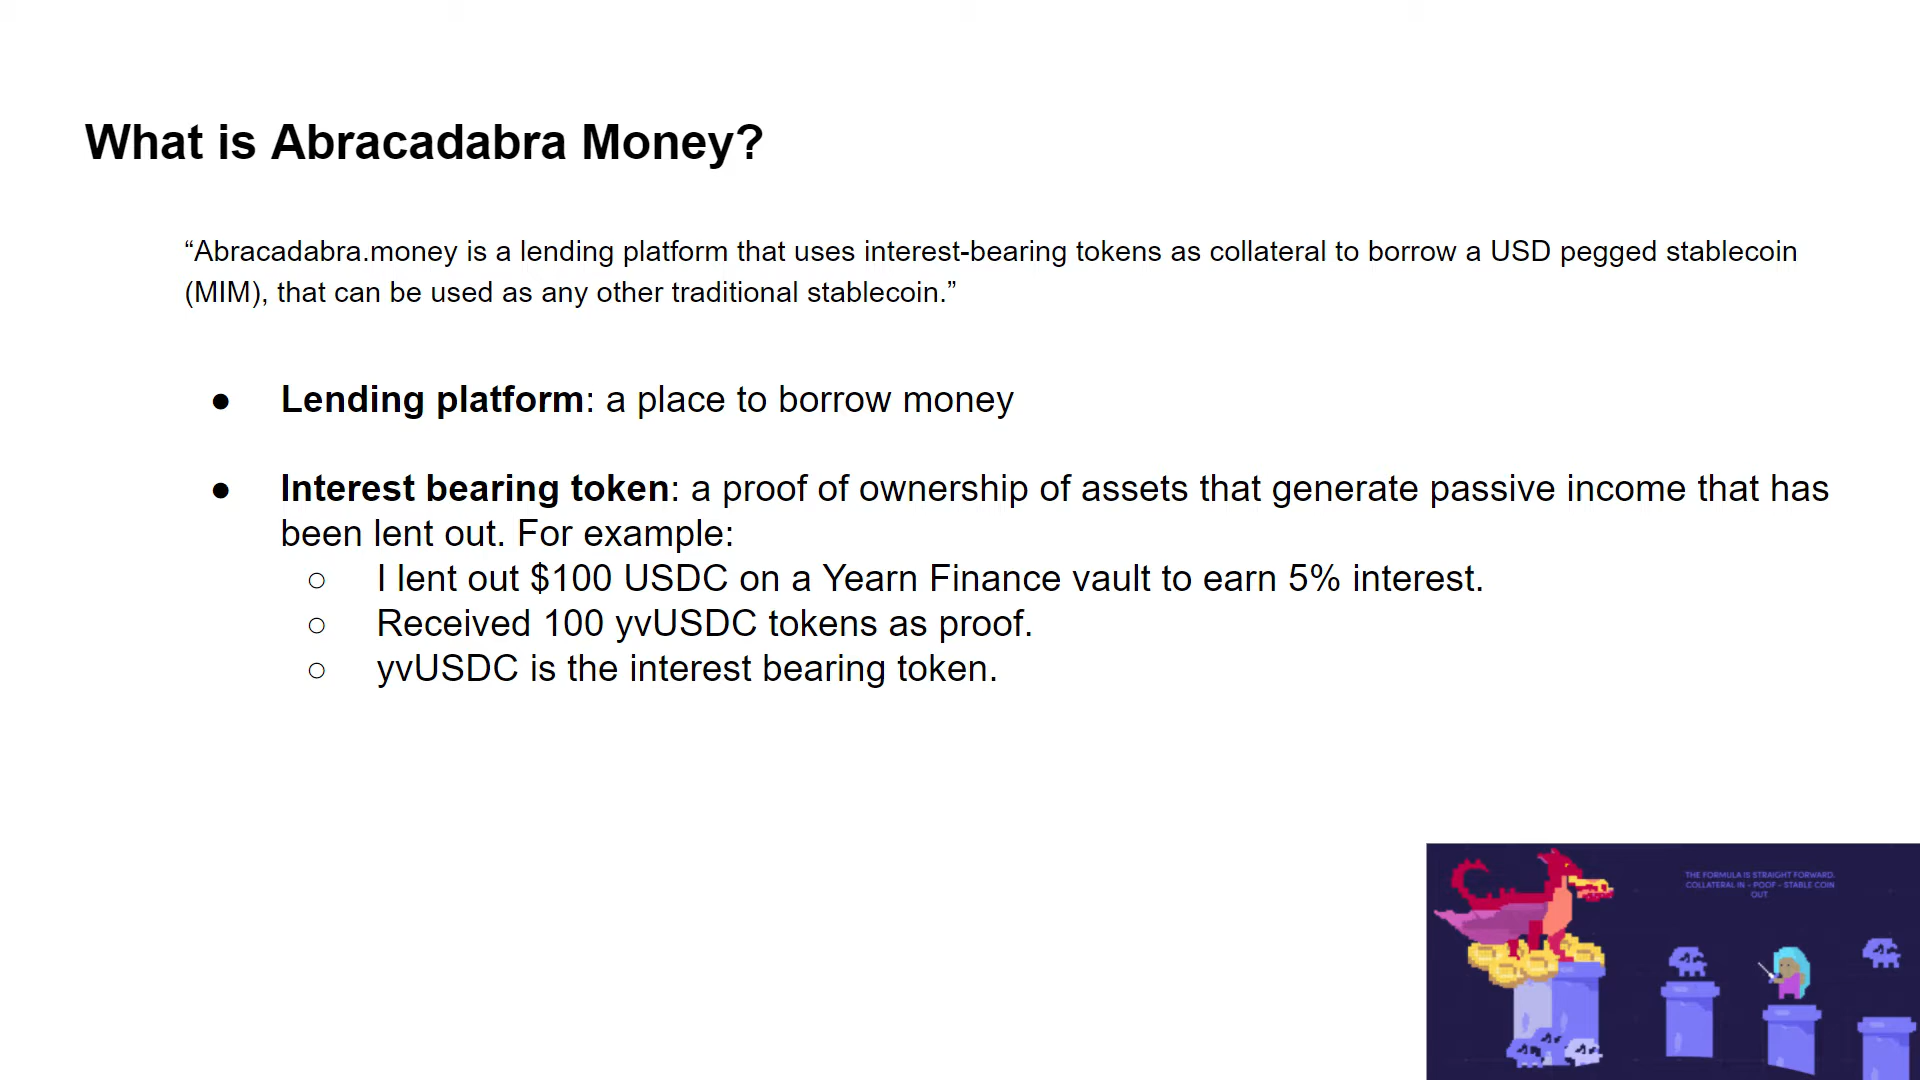 What is Abracadabra Money?
“Abracadabra.money is a lending platform that uses interest-bearing tokens as collateral to borrow a USD pegged stablecoin
(MIM), that can be used as any other traditional stablecoin.”
● Lending platform: a place to borrow money
● Interest bearing token: a proof of ownership of assets that generate passive income that has
been lent out. For example:
○ I lent out $100 USDC on a Yearn Finance vault to earn 5% interest.
○ Received 100 yvUSDC tokens as proof.
○ yvUSDC is the interest bearing token.
THE FORMULA IS STRAIGHT FORWARD.
COLLATERAL IN - POOF - STABLE COIN
OUT